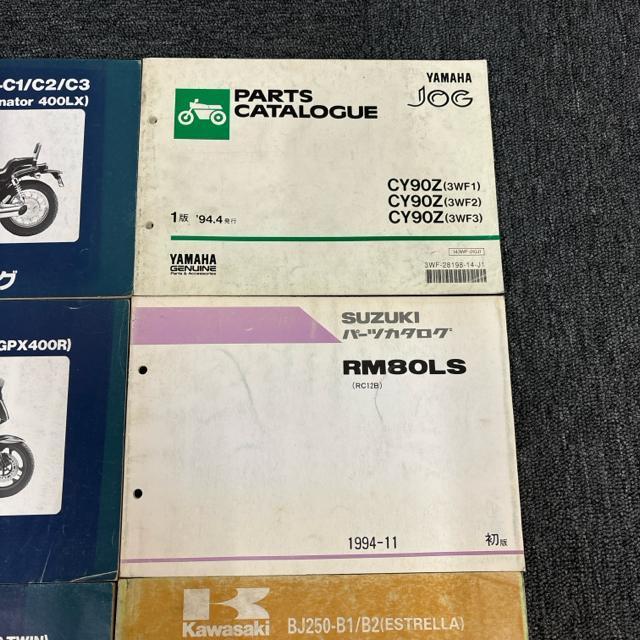 -C1/C2/C3
nator 400LX)
グ
PARTS
CATALOGUE
YAMAHA
JOG
CY90Z(3WF1)
CY90Z(3WF2)
CY90Z(3WF3)
1版 '94.4発行
YAMAHA
GENUINE
Parts & Accessories
3WF-28198-14-J1
GPX400R)
SUZUKI
パーツカタログ
RM80LS
(RC12B)
1994-11
初版
TWIN)
Kawasaki
BJ250-B1/B2(ESTRELLA)